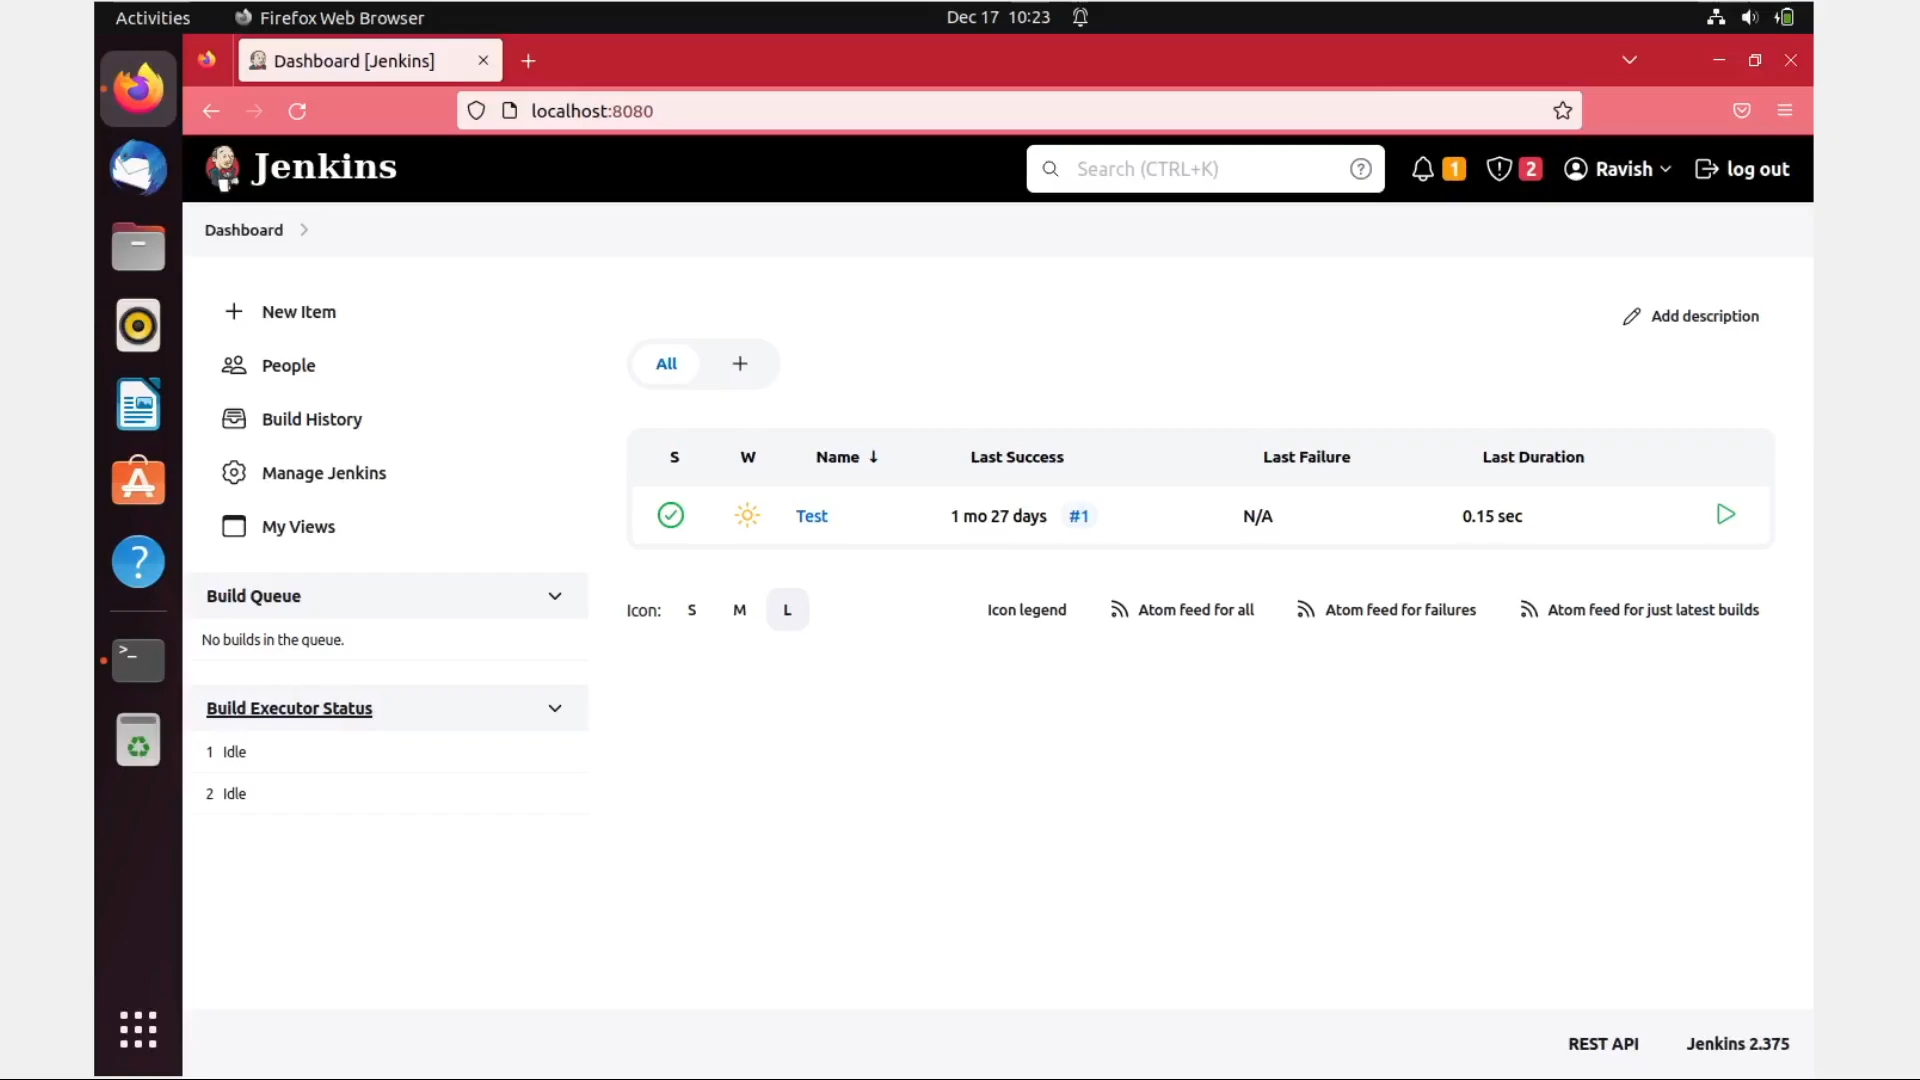 Activities Firefox Web Browser Dec 17 10:23
Dashboard [Jenkins]
localhost:8080
Jenkins Search (CTRL+K) 1 2 Ravish log out
Dashboard
New Item
Add description
People
All +
Build History
Manage Jenkins
My Views
S W Name ↓ Last Success Last Failure Last Duration
Test 1 mo 27 days #1 N/A 0.15 sec
Icon: S M L Icon legend Atom feed for all Atom feed for failures Atom feed for just latest builds
Build Queue
No builds in the queue.
Build Executor Status
1 Idle
2 Idle
REST API Jenkins 2.375